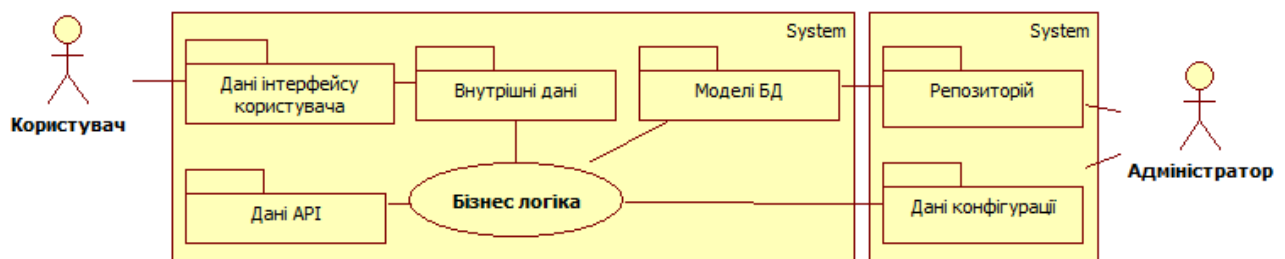 System
System
Дані інтерфейсу
користувача
Внутрішні дані
Моделі БД
Репозиторій
Користувач
Адміністратор
Бізнес логіка
Дані API
Дані конфігурації